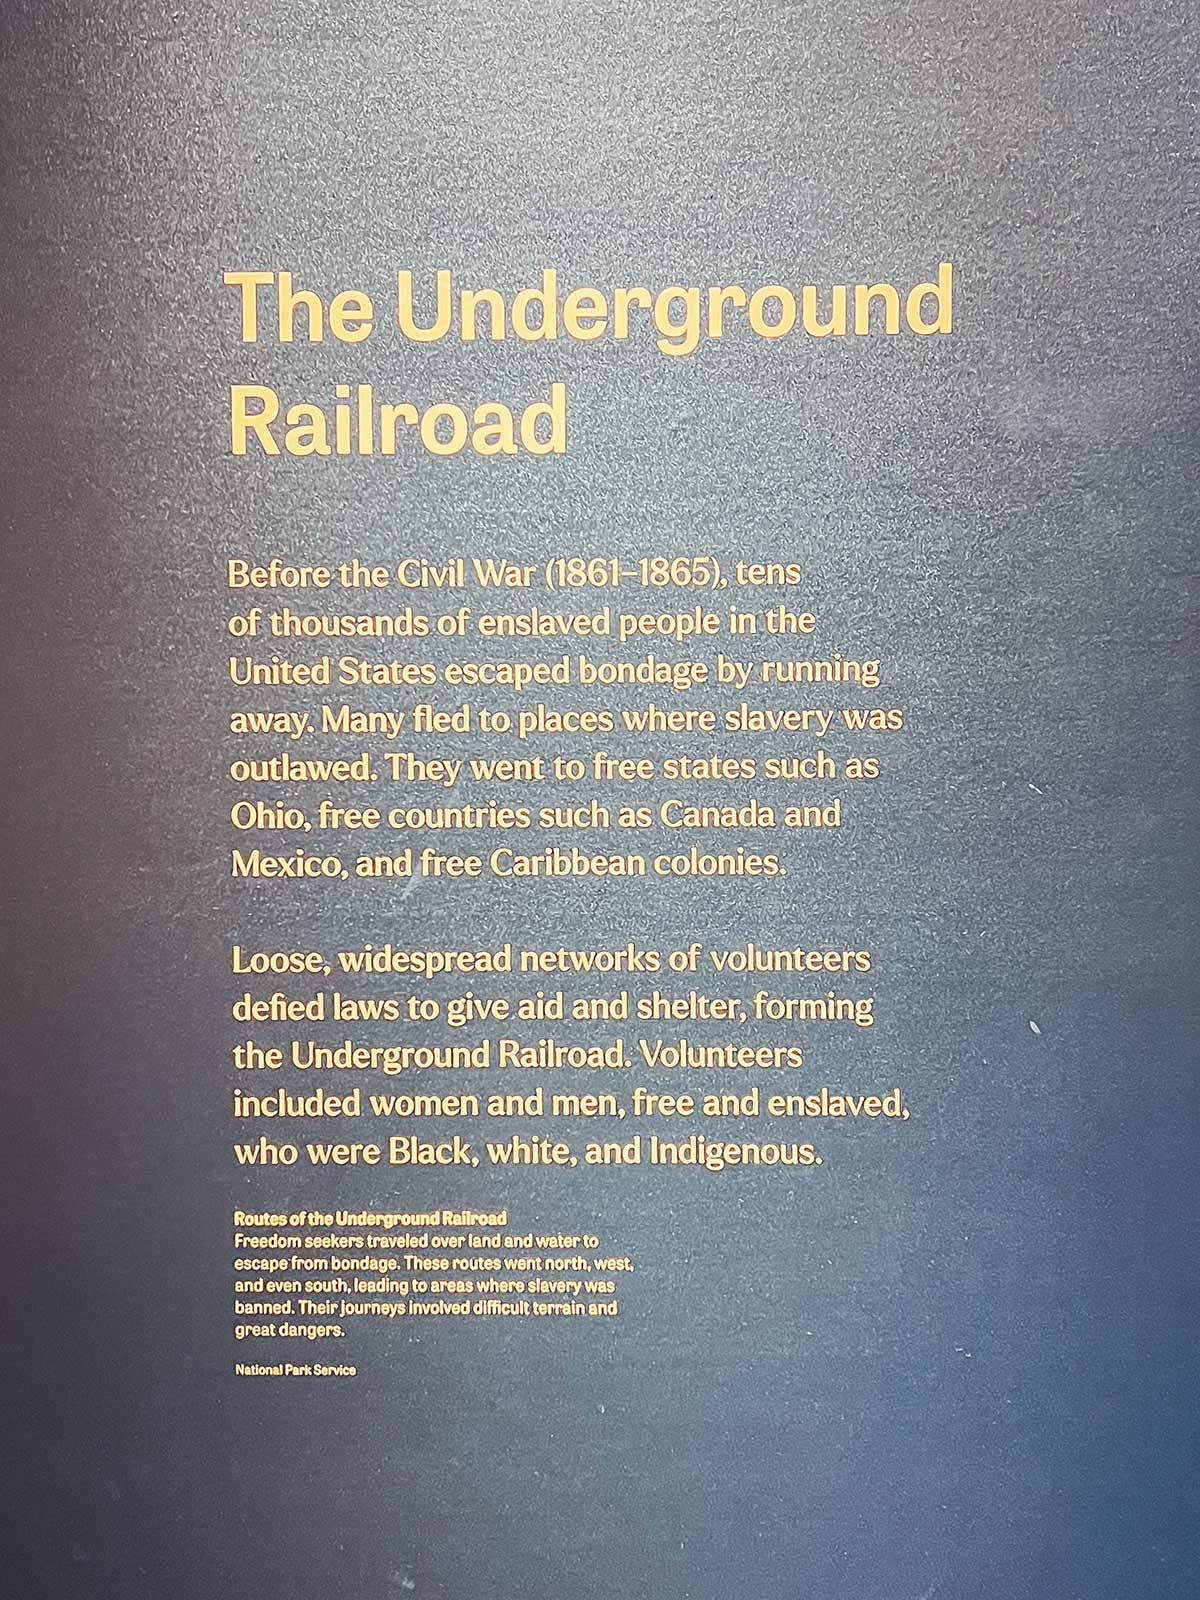 The Underground
Railroad
Before the Civil War (1861–1865), tens
of thousands of enslaved people in the
United States escaped bondage by running
away. Many fled to places where slavery was
outlawed. They went to free states such as
Ohio, free countries such as Canada and
Mexico, and free Caribbean colonies.
Loose, widespread networks of volunteers
defied laws to give aid and shelter, forming
the Underground Railroad. Volunteers
included women and men, free and enslaved,
who were Black, white, and Indigenous.
Routes of the Underground Railroad
Freedom seekers traveled over land and water to
escape from bondage. These routes went north, west,
and even south, leading to areas where slavery was
banned. Their journeys involved difficult terrain and
great dangers.
National Park Service